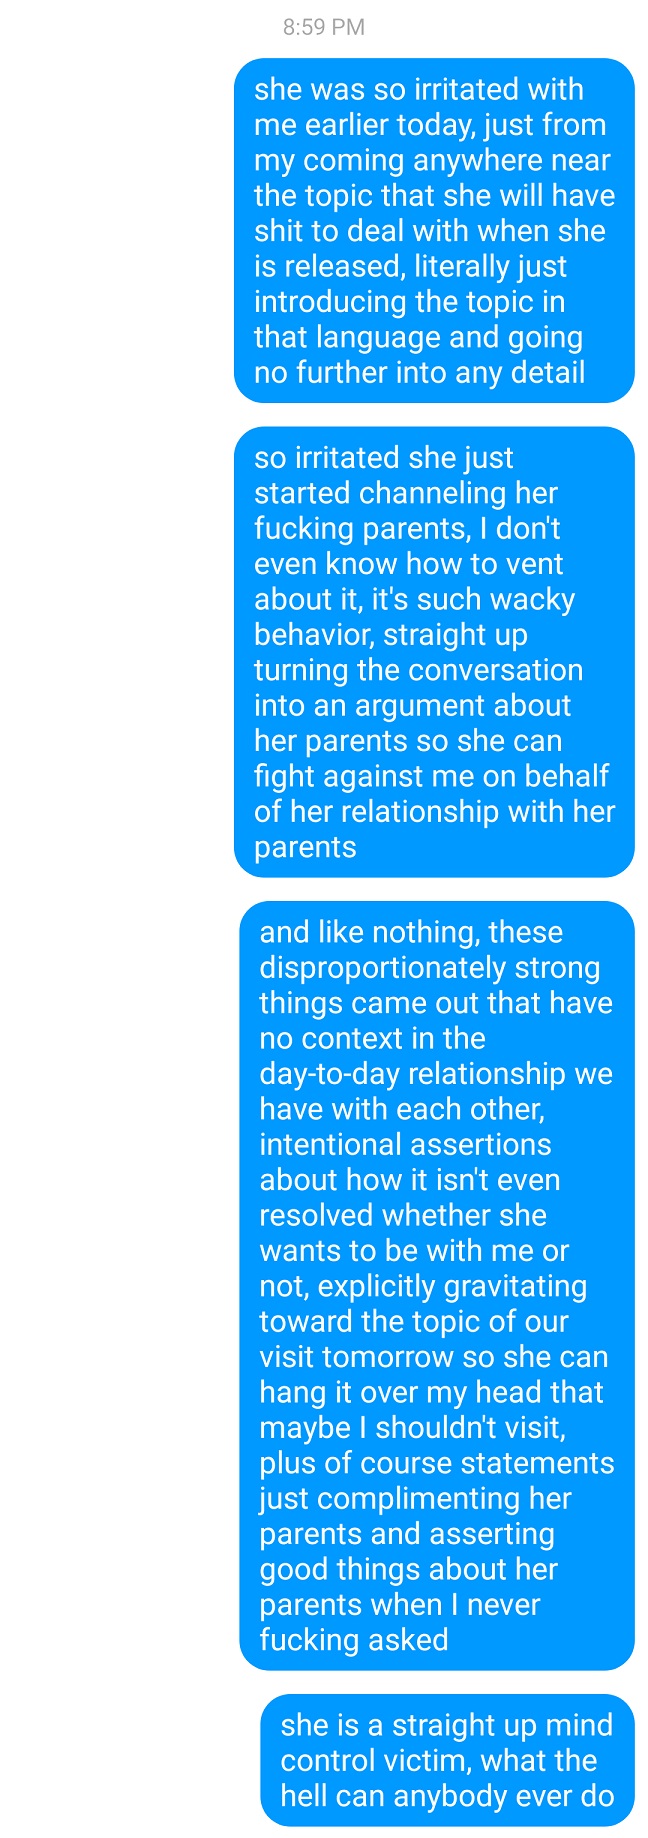 8:59 PM
she was so irritated with
me earlier today, just from
my coming anywhere near
the topic that she will have
shit to deal with when she
is released, literally just
introducing the topic in
that language and going
no further into any detail
so irritated she just
started channeling her
fucking parents, I don't
even know how to vent
about it, it's such wacky
behavior, straight up
turning the conversation
into an argument about
her parents so she can
fight against me on behalf
of her relationship with her
parents
and like nothing, these
disproportionately strong
things came out that have
no context in the
day-to-day relationship we
have with each other,
intentional assertions
about how it isn't even
resolved whether she
wants to be with me or
not, explicitly gravitating
toward the topic of our
visit tomorrow so she can
hang it over my head that
maybe I shouldn't visit,
plus of course statements
just complimenting her
parents and asserting
good things about her
parents when I never
fucking asked
she is a straight up mind
control victim, what the
hell can anybody ever do